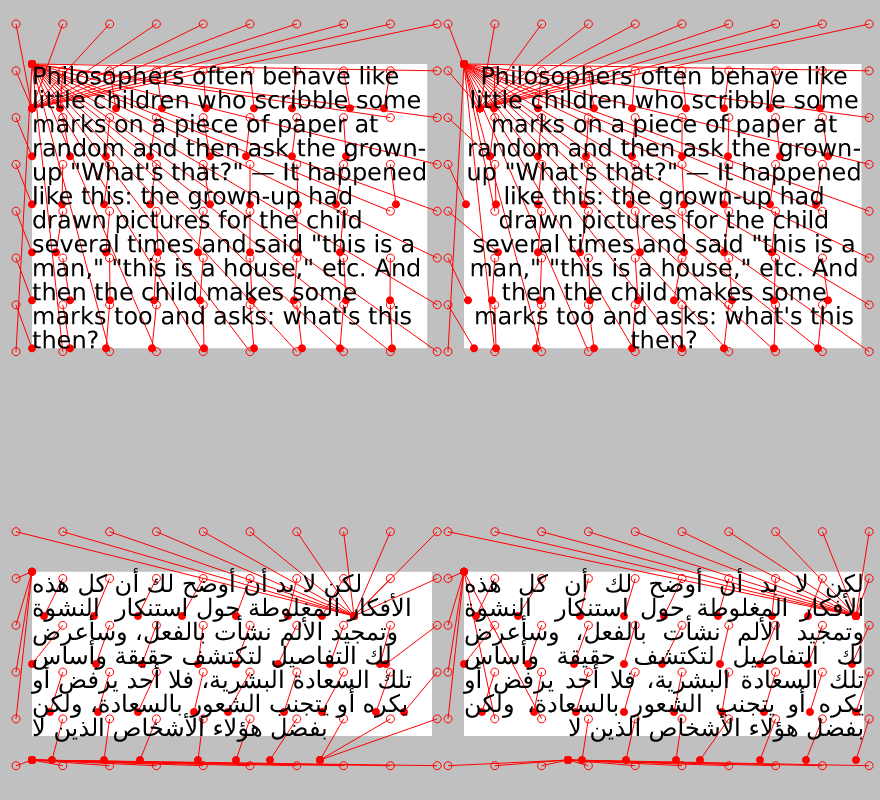 Philosophers often behave like
little children who scribble some
marks on a piece of paper at
random and then ask the grown-
up "What's that?" — It happened
like this: the grown-up had
drawn pictures for the child
several times and said "this is a
man," "this is a house," etc. And
then the child makes some
marks too and asks: what's this
then?
Philosophers often behave like
little children who scribble some
marks on a piece of paper at
random and then ask the grown-
up "What's that?" — It happened
like this: the grown-up had
drawn pictures for the child
several times and said "this is a
man," "this is a house," etc. And
then the child makes some
marks too and asks: what's this
then?
لكن لا بد أن أوضح لك أن كل هذه
الأفكار المغلوطة حول استنكار النشوة
وتمجيد الألم نشأت بالفعل، وسأعرض
لك التفاصيل لتكتشف حقيقة وأساس
تلك السعادة البشرية، فلا أحد يرفض أو
يكره أو يتجنب الشعور بالسعادة، ولكن
بفضل هؤلاء الأشخاص الذين لا
لكن لا بد أن أوضح لك أن كل هذه
الأفكار المغلوطة حول استنكار النشوة
وتمجيد الألم نشأت بالفعل، وسأعرض
لك التفاصيل لتكتشف حقيقة وأساس
تلك السعادة البشرية، فلا أحد يرفض أو
يكره أو يتجنب الشعور بالسعادة، ولكن
بفضل هؤلاء الأشخاص الذين لا